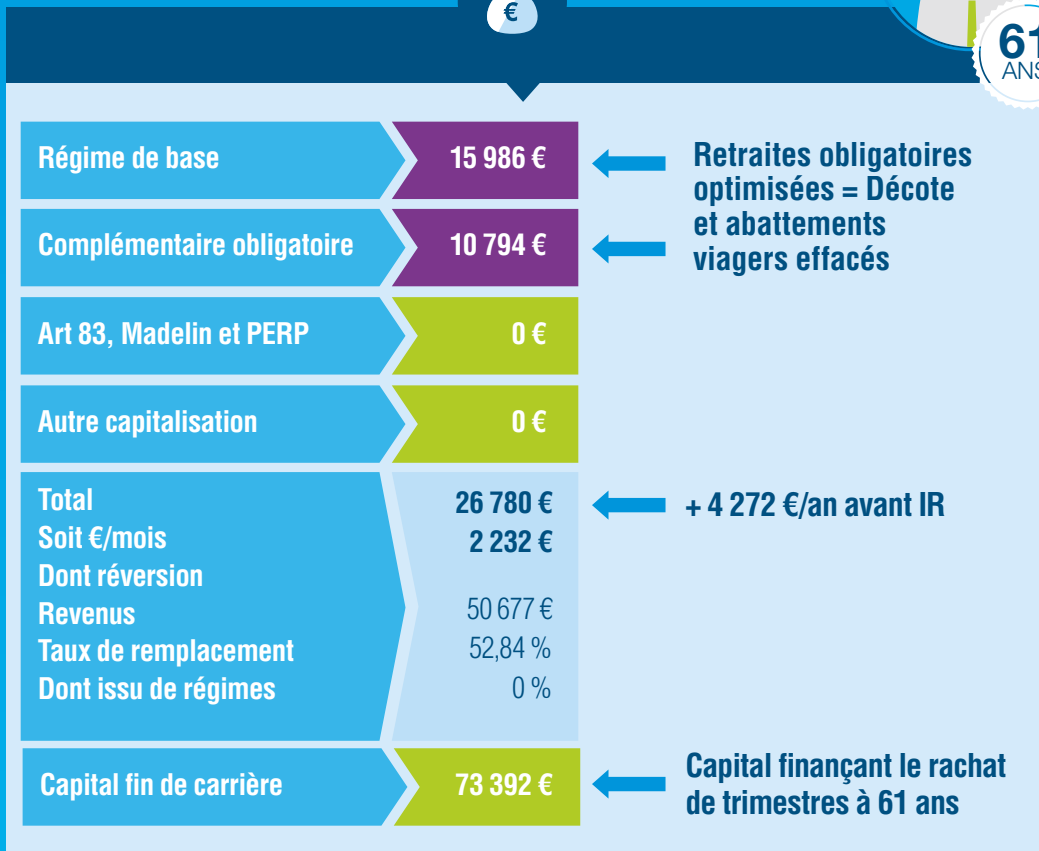 €
61
ANS
Régime de base
15 986 €
Retraites obligatoires
optimisées = Décote
et abattements
viagers effacés
Complémentaire obligatoire
10 794 €
Art 83, Madelin et PERP
0 €
Autre capitalisation
0 €
Total
26 780 €
+ 4 272 €/an avant IR
Soit €/mois
2 232 €
Dont réversion
Revenus
50 677 €
Taux de remplacement
52,84 %
Dont issu de régimes
0 %
Capital fin de carrière
73 392 €
Capital finançant le rachat
de trimestres à 61 ans